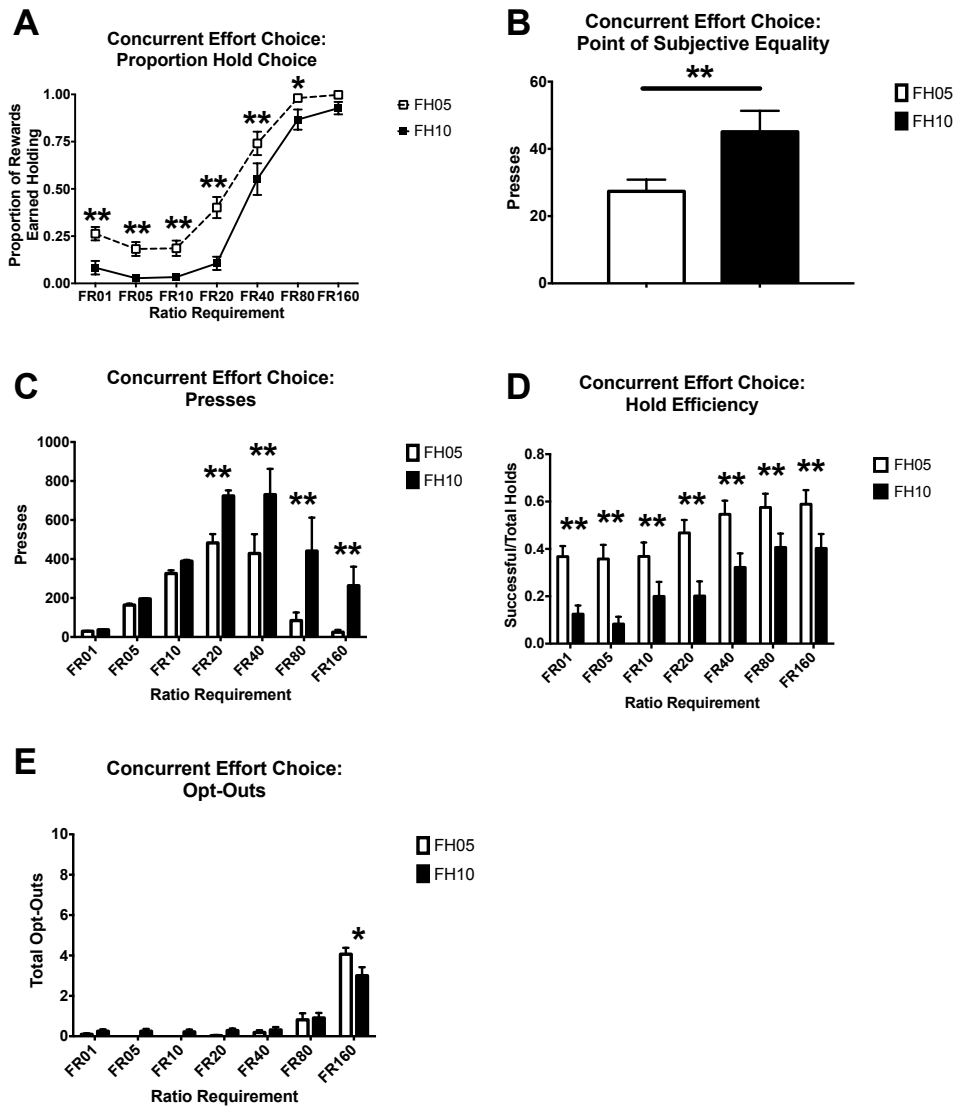 A
Concurrent Effort Choice:
Proportion Hold Choice
Proportion of Rewards
Earned Holding
1.00
0.75
0.50
0.25
0.00
** ** ** ** ** *
FR01 FR05 FR10 FR20 FR40 FR80 FR160
Ratio Requirement
FH05
FH10
B
Concurrent Effort Choice:
Point of Subjective Equality
Presses
60
40
20
0
**
FH05
FH10
C
Concurrent Effort Choice:
Presses
Presses
1000
800
600
400
200
0
** ** ** **
FR01 FR05 FR10 FR20 FR40 FR80 FR160
Ratio Requirement
FH05
FH10
D
Concurrent Effort Choice:
Hold Efficiency
Successful/Total Holds
0.8
0.6
0.4
0.2
0.0
** ** ** ** ** ** **
FR01 FR05 FR10 FR20 FR40 FR80 FR160
Ratio Requirement
FH05
FH10
E
Concurrent Effort Choice:
Opt-Outs
Total Opt-Outs
10
8
6
4
2
0
*
FR01 FR05 FR10 FR20 FR40 FR80 FR160
Ratio Requirement
FH05
FH10